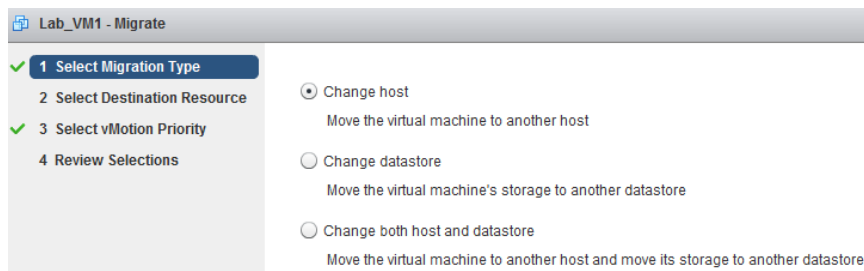 Lab_VM1 - Migrate
1 Select Migration Type
2 Select Destination Resource
3 Select vMotion Priority
4 Review Selections
Change host
Move the virtual machine to another host
Change datastore
Move the virtual machine's storage to another datastore
Change both host and datastore
Move the virtual machine to another host and move its storage to another datastore